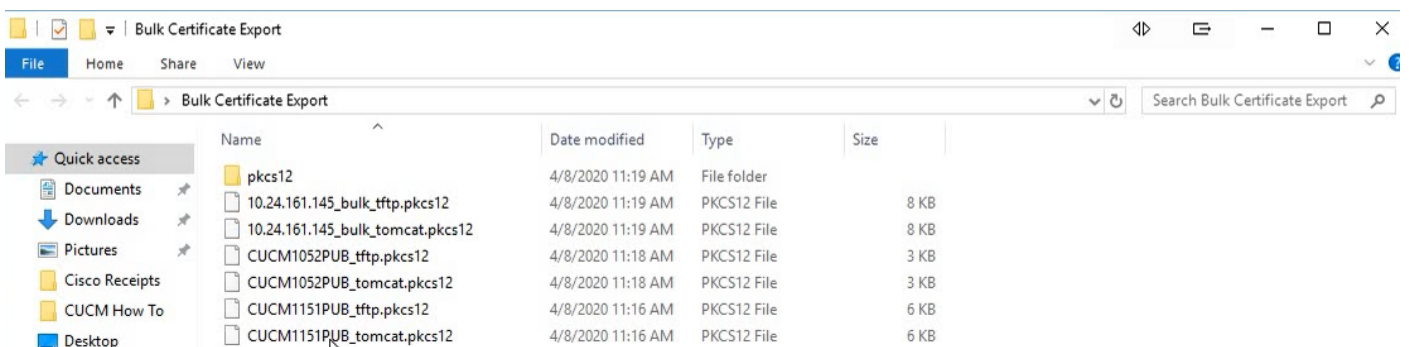 Bulk Certificate Export
File Home Share View
Bulk Certificate Export Search Bulk Certificate Export
Name Date modified Type Size
Quick access
pkcs12 4/8/2020 11:19 AM File folder
Documents
10.24.161.145_bulk_tftp.pkcs12 4/8/2020 11:19 AM PKCS12 File 8 KB
Downloads
10.24.161.145_bulk_tomcat.pkcs12 4/8/2020 11:19 AM PKCS12 File 8 KB
Pictures
CUCM1052PUB_tftp.pkcs12 4/8/2020 11:18 AM PKCS12 File 3 KB
Cisco Receipts
CUCM1052PUB_tomcat.pkcs12 4/8/2020 11:18 AM PKCS12 File 3 KB
CUCM How To
CUCM1151PUB_tftp.pkcs12 4/8/2020 11:16 AM PKCS12 File 6 KB
Desktop
CUCM1151PUB_tomcat.pkcs12 4/8/2020 11:16 AM PKCS12 File 6 KB